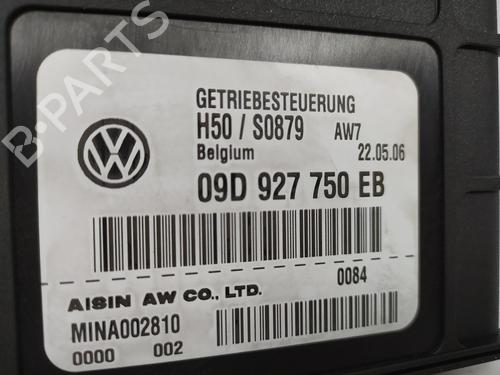 GETRIEBESTEUERUNG
H50 / S0879 AW7
Belgium 22.05.06
09D 927 750 EB
0084
AISIN AW CO., LTD.
MINA002810
0000 002